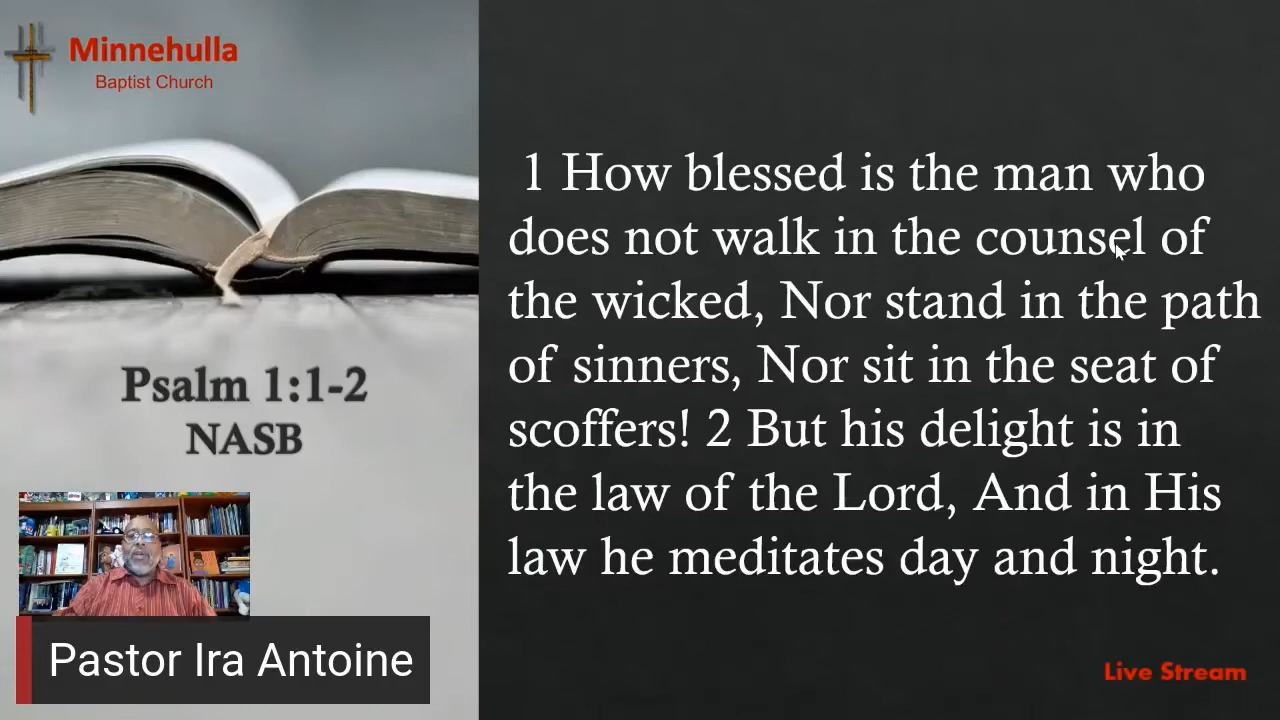 Minnehulla
Baptist Church
Psalm 1:1-2
NASB
Pastor Ira Antoine
1 How blessed is the man who
does not walk in the counsel of
the wicked, Nor stand in the path
of sinners, Nor sit in the seat of
scoffers! 2 But his delight is in
the law of the Lord, And in His
law he meditates day and night.
Live Stream